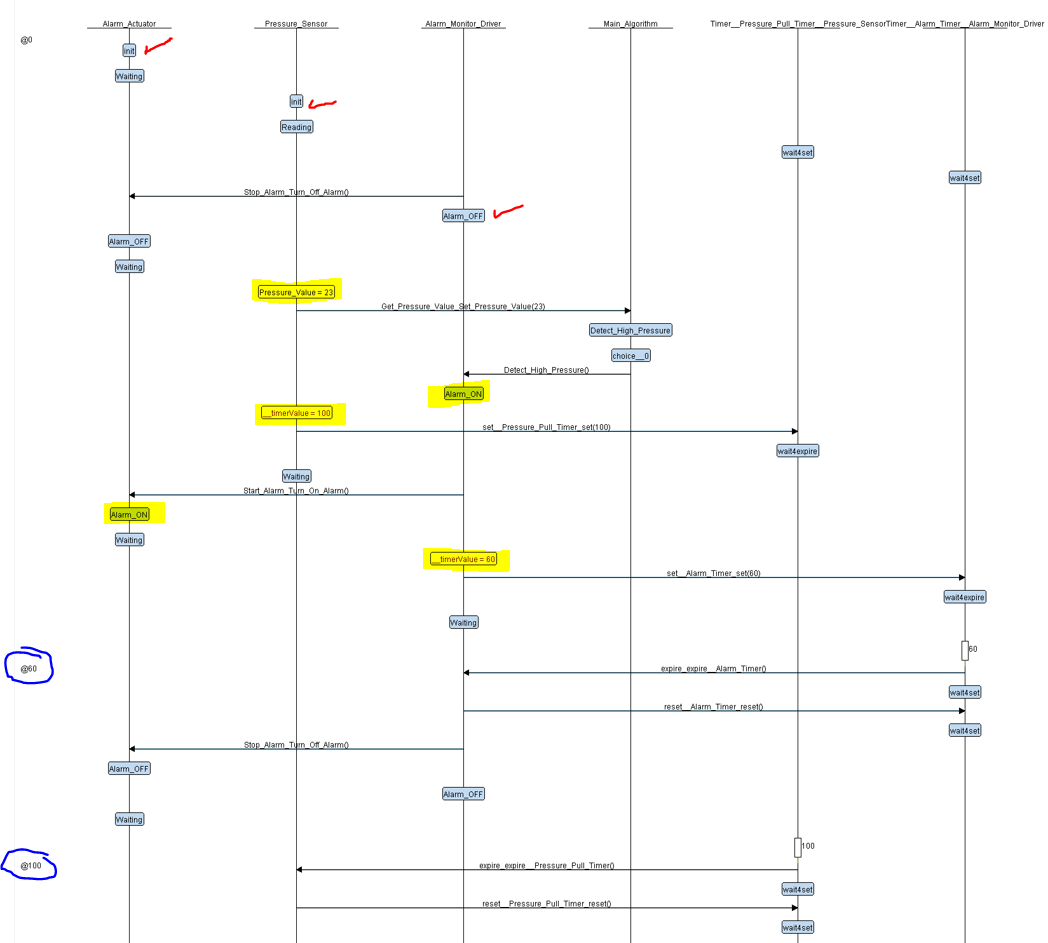 Alarm_Actuator Pressure_Sensor Alarm_Monitor_Driver Main_Algorithm Timer__Pressure_Pull_Timer__Pressure_SensorTimer__Alarm_Timer__Alarm_Monitor_Driver
@0
init
Waiting
init
Reading
wait4set
wait4set
Stop_Alarm_Turn_Off_Alarm()
Alarm_OFF
Alarm_OFF
Waiting
Pressure_Value = 23
Get_Pressure_Value_Set_Pressure_Value(23)
Detect_High_Pressure
choice__0
Detect_High_Pressure()
Alarm_ON
__timerValue = 100
set__Pressure_Pull_Timer_set(100)
wait4expire
Waiting
Start_Alarm_Turn_On_Alarm()
Alarm_ON
Waiting
__timerValue = 60
set__Alarm_Timer_set(60)
wait4expire
Waiting
60
@60
expire_expire__Alarm_Timer()
wait4set
reset__Alarm_Timer_reset()
wait4set
Stop_Alarm_Turn_Off_Alarm()
Alarm_OFF
Alarm_OFF
Waiting
100
@100
expire_expire__Pressure_Pull_Timer()
wait4set
reset__Pressure_Pull_Timer_reset()
wait4set